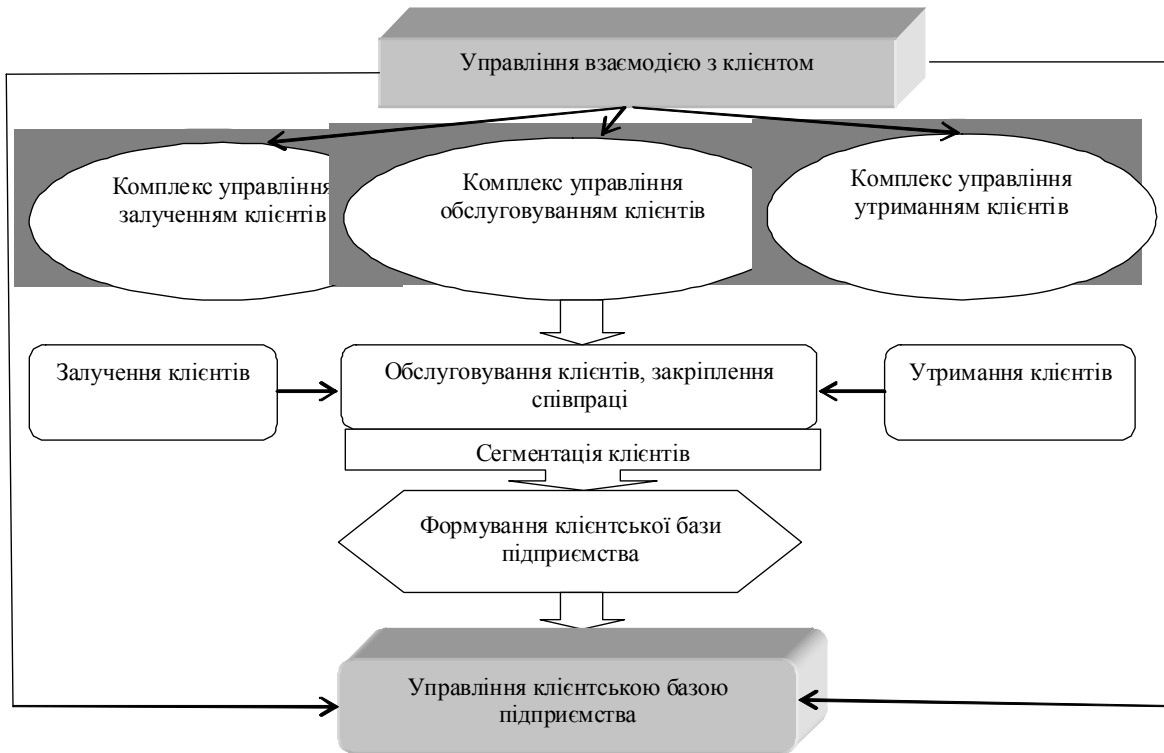 Управління взаємодією з клієнтом
Комплекс управління
залученням клієнтів
Комплекс управління
обслуговуванням клієнтів
Комплекс управління
утриманням клієнтів
Залучення клієнтів
Обслуговування клієнтів, закріплення
співпраці
Утримання клієнтів
Сегментація клієнтів
Формування клієнтської бази
підприємства
Управління клієнтською базою
підприємства